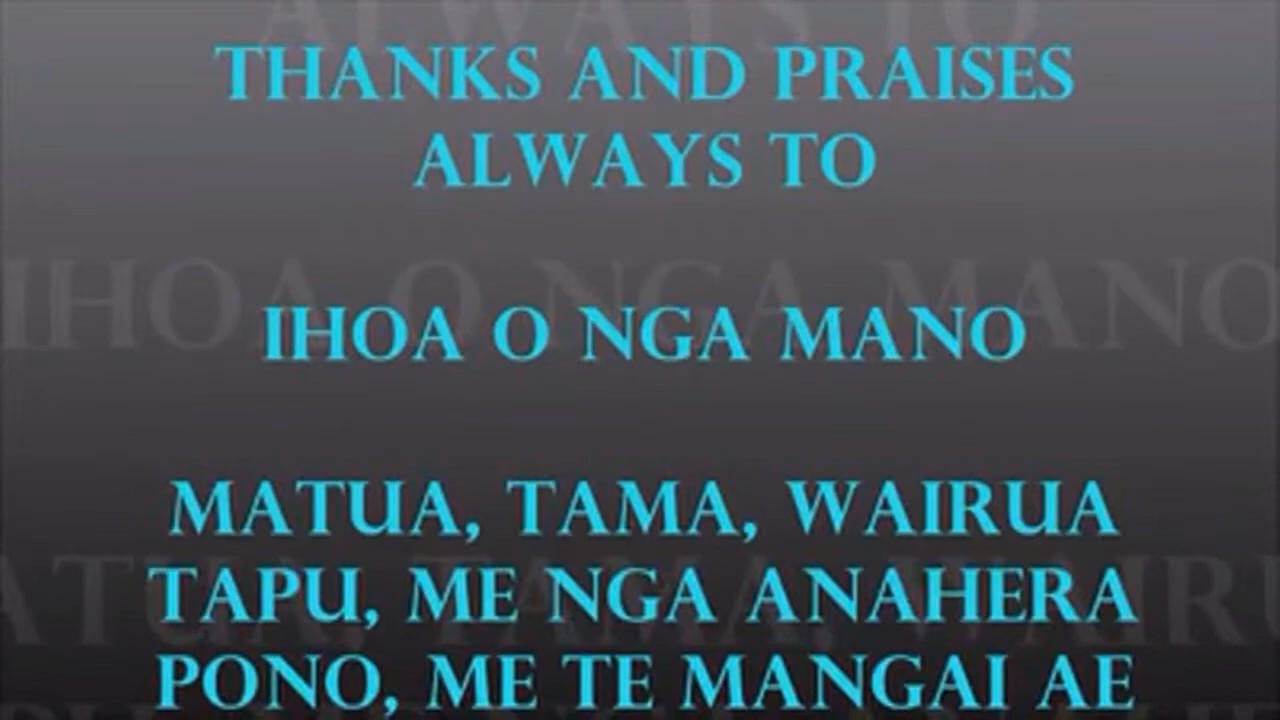 THANKS AND PRAISES
ALWAYS TO
IHOA O NGA MANO
MATUA, TAMA, WAIRUA
TAPU, ME NGA ANAHERA
PONO, ME TE MANGAI AE